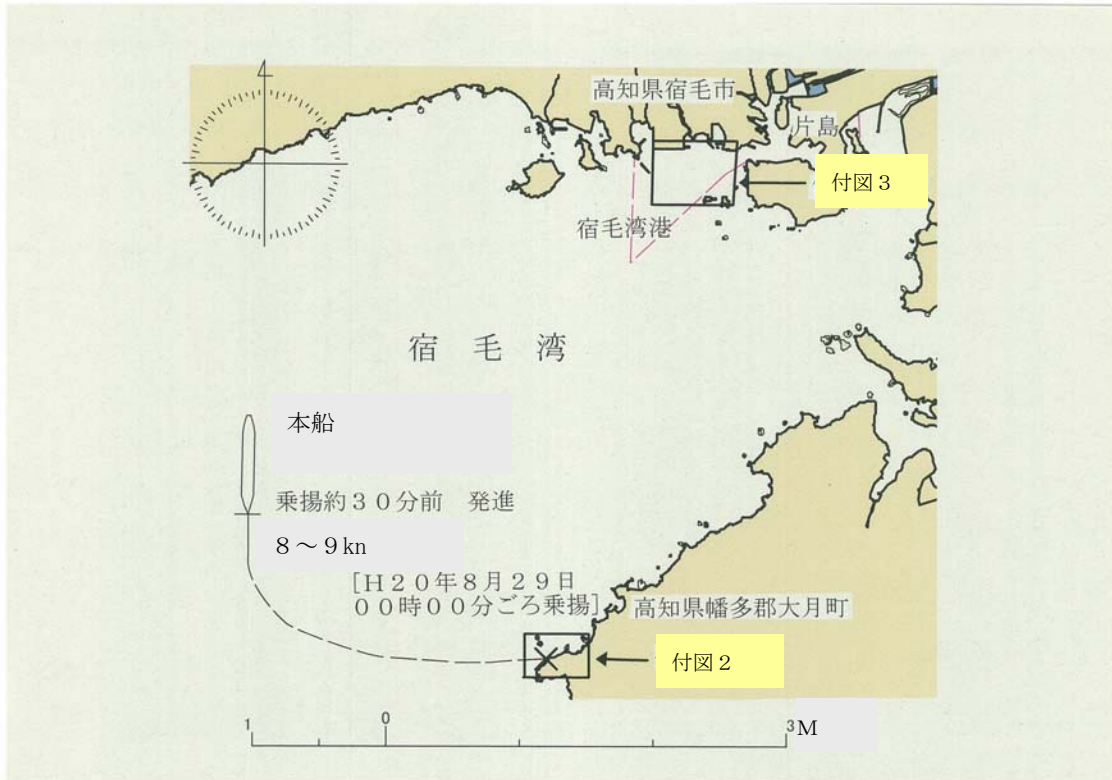 高知県宿毛市
片島
付図３
宿毛湾港
宿 毛 湾
本船
乗揚約３０分前 発進
８～９kn
[Ｈ２０年８月２９日
００時００分ごろ乗揚]
高知県幡多郡大月町
付図２
1 0 3 M